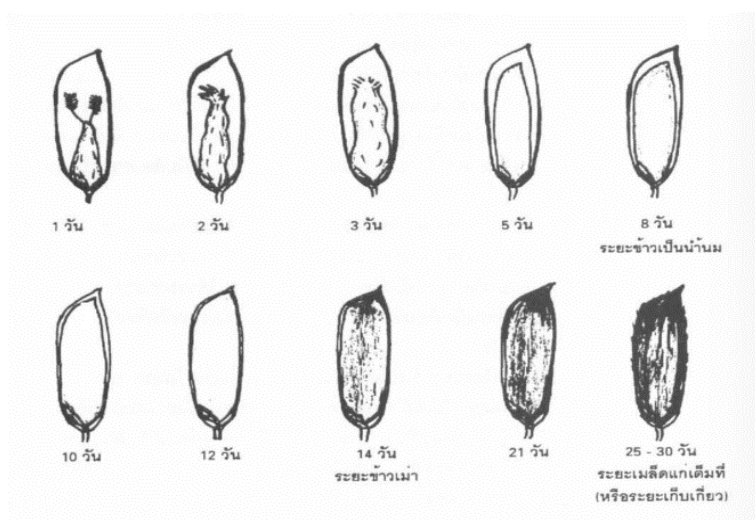 1 วัน
2 วัน
3 วัน
5 วัน
8 วัน
ระยะข้าวเป็นน้ำนม
10 วัน
12 วัน
14 วัน
ระยะข้าวเม่า
21 วัน
25 - 30 วัน
ระยะเมล็ดแก่เต็มที่
(หรือระยะเก็บเกี่ยว)